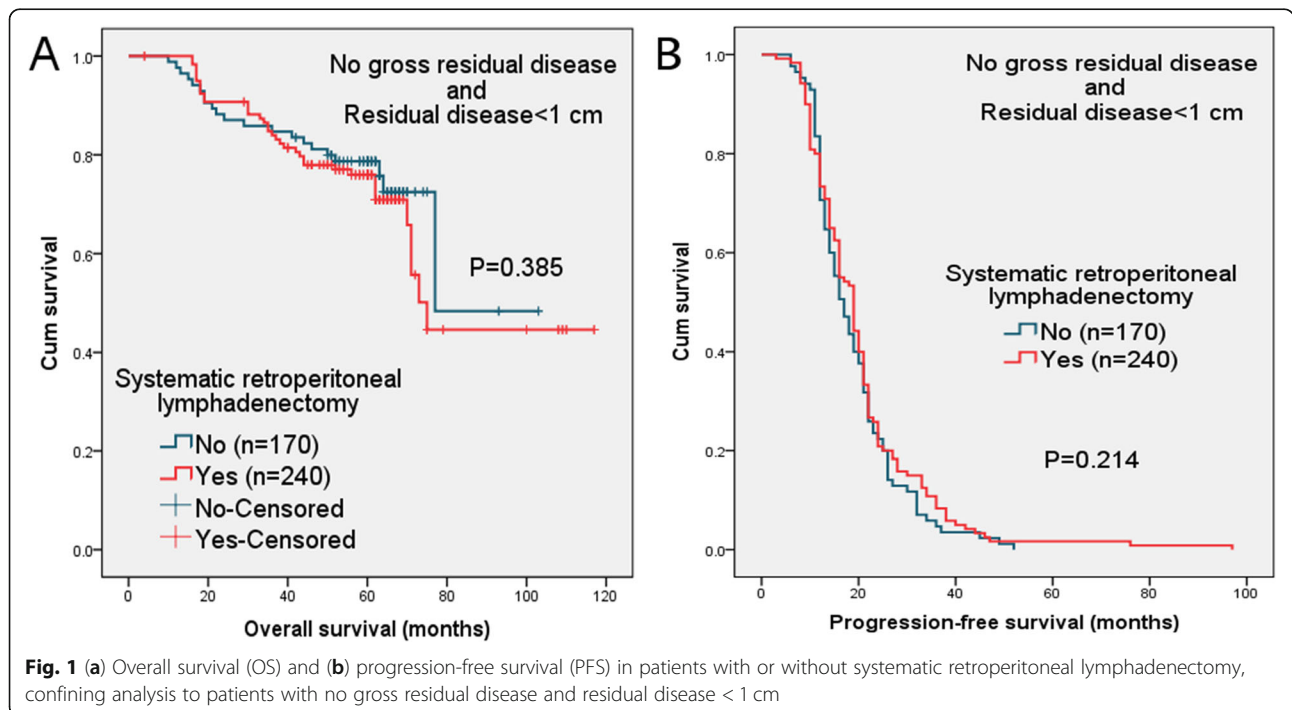 A
No gross residual disease
and
Residual disease<1 cm
P=0.385
Cum survival
1.0
0.8
0.6
0.4
0.2
0.0
Systematic retroperitoneal
lymphadenectomy
No (n=170)
Yes (n=240)
No-Censored
Yes-Censored
0 20 40 60 80 100 120
Overall survival (months)
B
No gross residual disease
and
Residual disease<1 cm
Systematic retroperitoneal
lymphadenectomy
No (n=170)
Yes (n=240)
P=0.214
Cum survival
1.0
0.8
0.6
0.4
0.2
0.0
0 20 40 60 80 100
Progression-free survival (months)
Fig. 1 (a) Overall survival (OS) and (b) progression-free survival (PFS) in patients with or without systematic retroperitoneal lymphadenectomy,
confining analysis to patients with no gross residual disease and residual disease < 1 cm